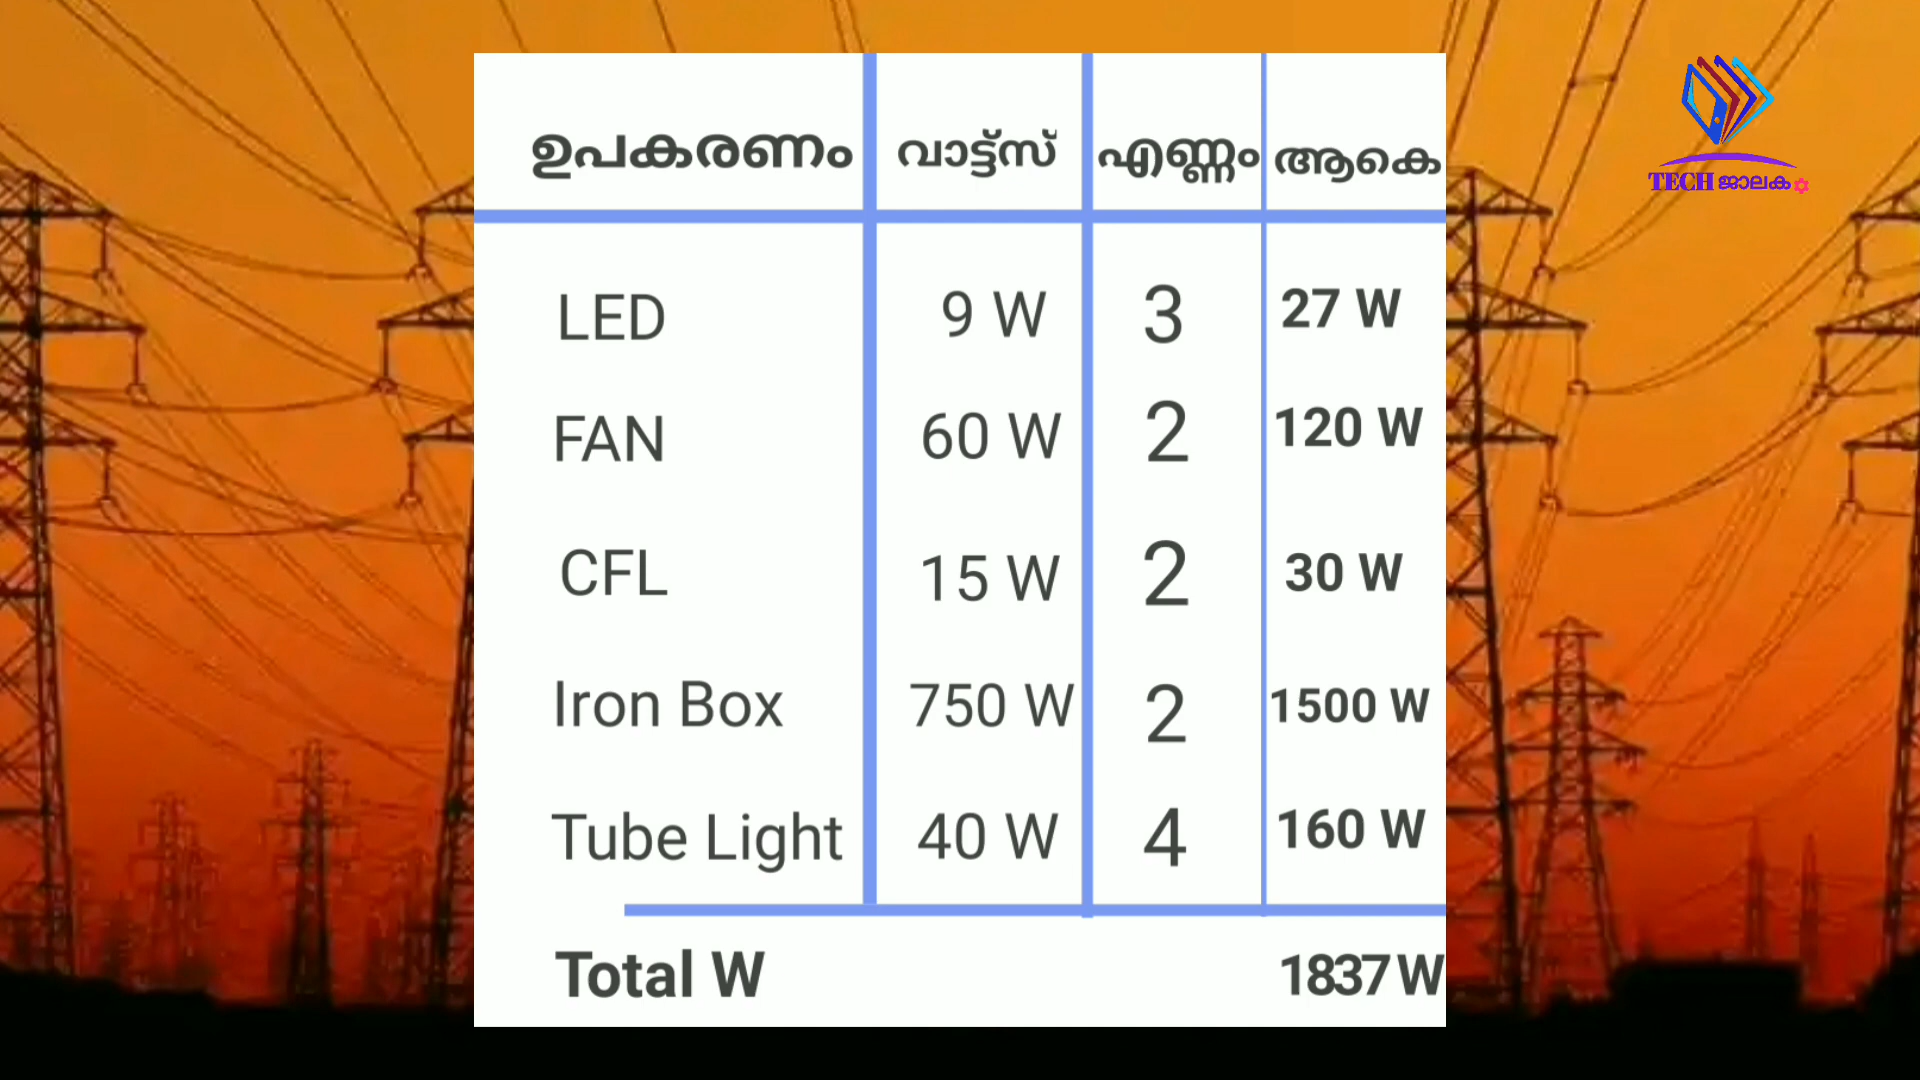 ഉപകരണം വാട്ട്സ് എണ്ണം ആകെ
LED 9 W 3 27 W
FAN 60 W 2 120 W
CFL 15 W 2 30 W
Iron Box 750 W 2 1500 W
Tube Light 40 W 4 160 W
Total W 1837 W
TECH ജാലകം